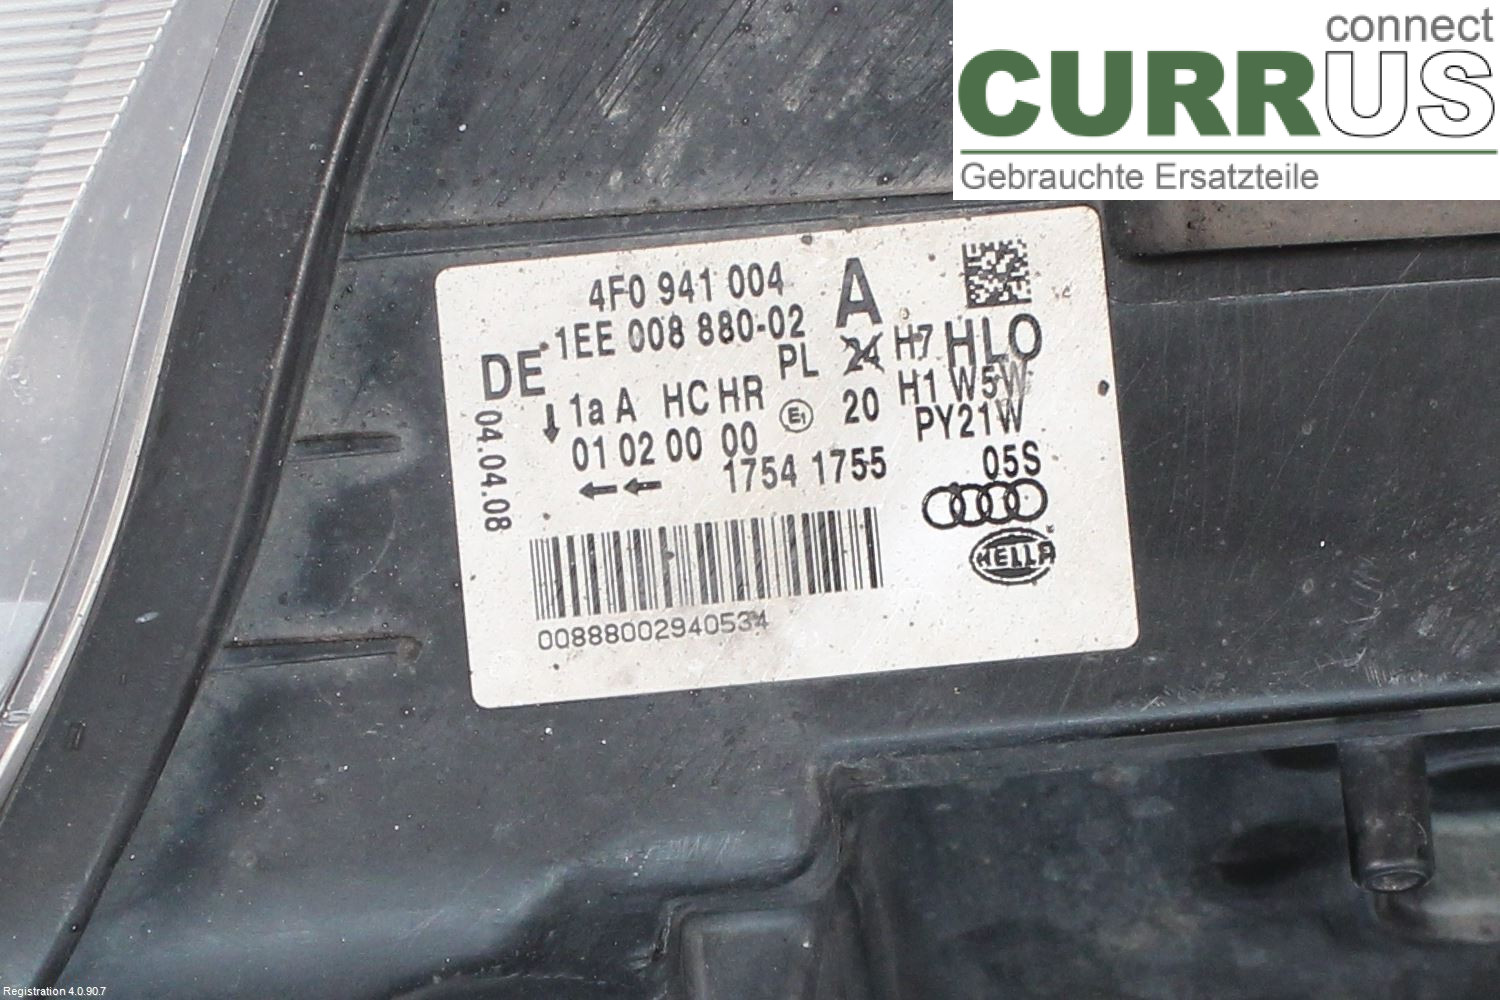 connect
CURRUS
Gebrauchte Ersatzteile
4F0 941 004 A
DE 1EE 008 880-02
PL 24 H7 HLO
1a A HC HR E1 20 H1 W5W
PY21W
01 02 00 00
1754 1755 05S
04.04.08
HELLA
00888002940534
Registration 4.0.90.7